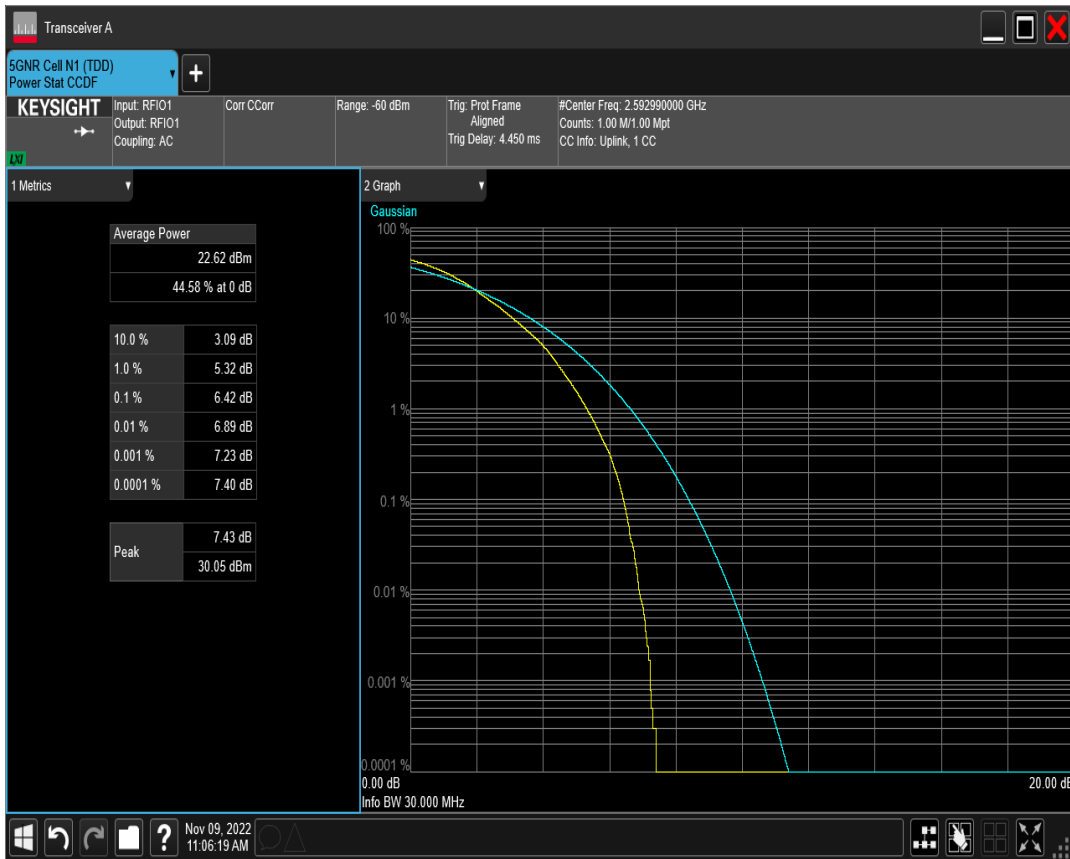 Transceiver A
5GNR Cell N1 (TDD)
Power Stat CCDF
+
KEYSIGHT
LXI
Input: RFIO1
Output: RFIO1
Coupling: AC
Corr CCorr
Range: -60 dBm
Trig: Prot Frame
Aligned
Trig Delay: 4.450 ms
#Center Freq: 2.592990000 GHz
Counts: 1.00 M/1.00 Mpt
CC Info: Uplink, 1 CC
1 Metrics
Average Power
22.62 dBm
44.58 % at 0 dB
10.0 % 3.09 dB
1.0 % 5.32 dB
0.1 % 6.42 dB
0.01 % 6.89 dB
0.001 % 7.23 dB
0.0001 % 7.40 dB
Peak 7.43 dB
30.05 dBm
2 Graph
Gaussian
100 %
10 %
1 %
0.1 %
0.01 %
0.001 %
0.0001 %
0.00 dB 20.00 dB
Info BW 30.000 MHz
?
Nov 09, 2022
11:06:19 AM